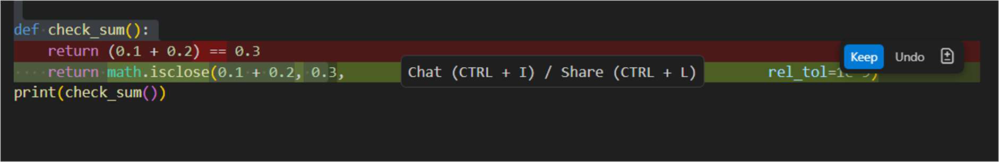 def check_sum():
return (0.1 + 0.2) == 0.3
Keep Undo
return math.isclose(0.1 + 0.2, 0.3, rel_tol=
Chat (CTRL + I) / Share (CTRL + L)
print(check_sum())